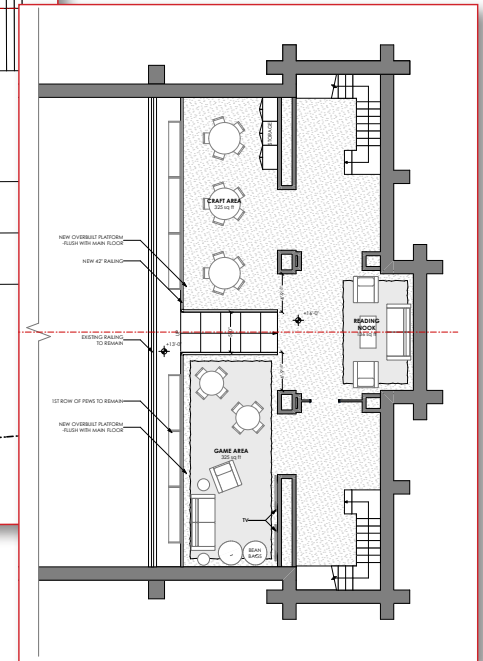 STORAGE
CRAFT AREA
325 sq ft
NEW OVERBUILT PLATFORM
-FLUSH WITH MAIN FLOOR
NEW 42" RAILING
+16'-0"
READING
NOOK
EXISTING RAILING
TO REMAIN
+13'-0"
1ST ROW OF PEWS TO REMAIN
NEW OVERBUILT PLATFORM
-FLUSH WITH MAIN FLOOR
GAME AREA
325 sq ft
TV
BEAN
BAGS